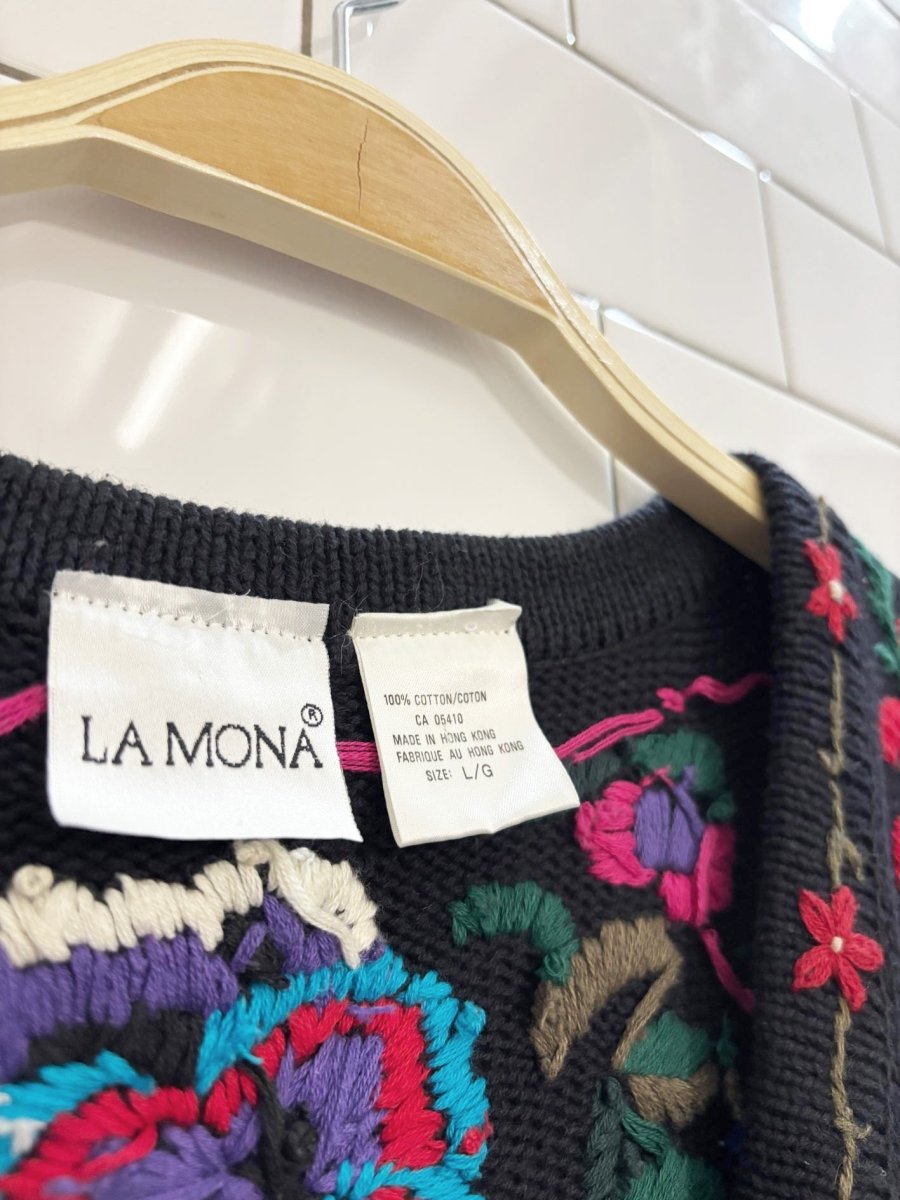 LA MONA®
100% COTTON/COTON
CA 05410
MADE IN HONG KONG
FABRIQUE AU HONG KONG
SIZE: L/G